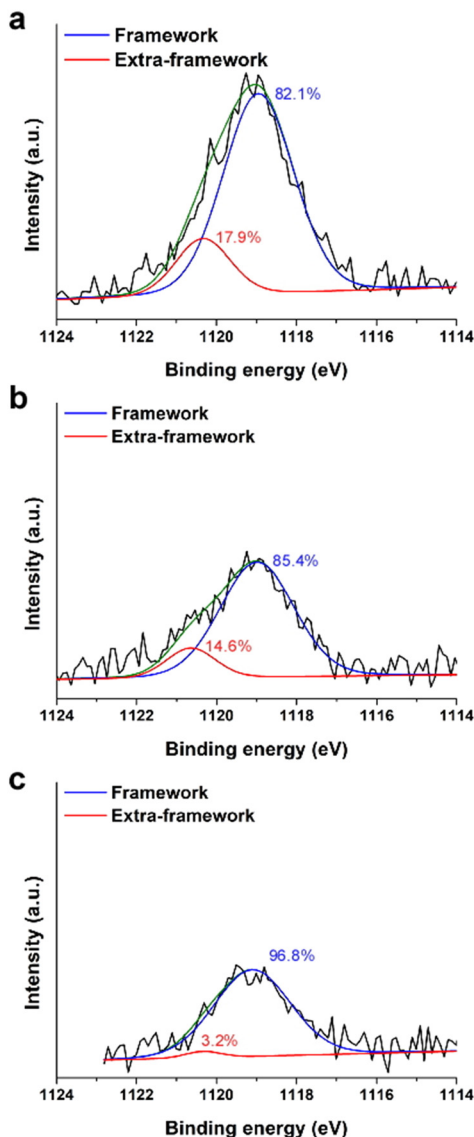 a
Framework
Extra-framework
82.1%
17.9%
Intensity (a.u.)
1124 1122 1120 1118 1116 1114
Binding energy (eV)
b
Framework
Extra-framework
85.4%
14.6%
Intensity (a.u.)
1124 1122 1120 1118 1116 1114
Binding energy (eV)
c
Framework
Extra-framework
96.8%
3.2%
Intensity (a.u.)
1124 1122 1120 1118 1116 1114
Binding energy (eV)